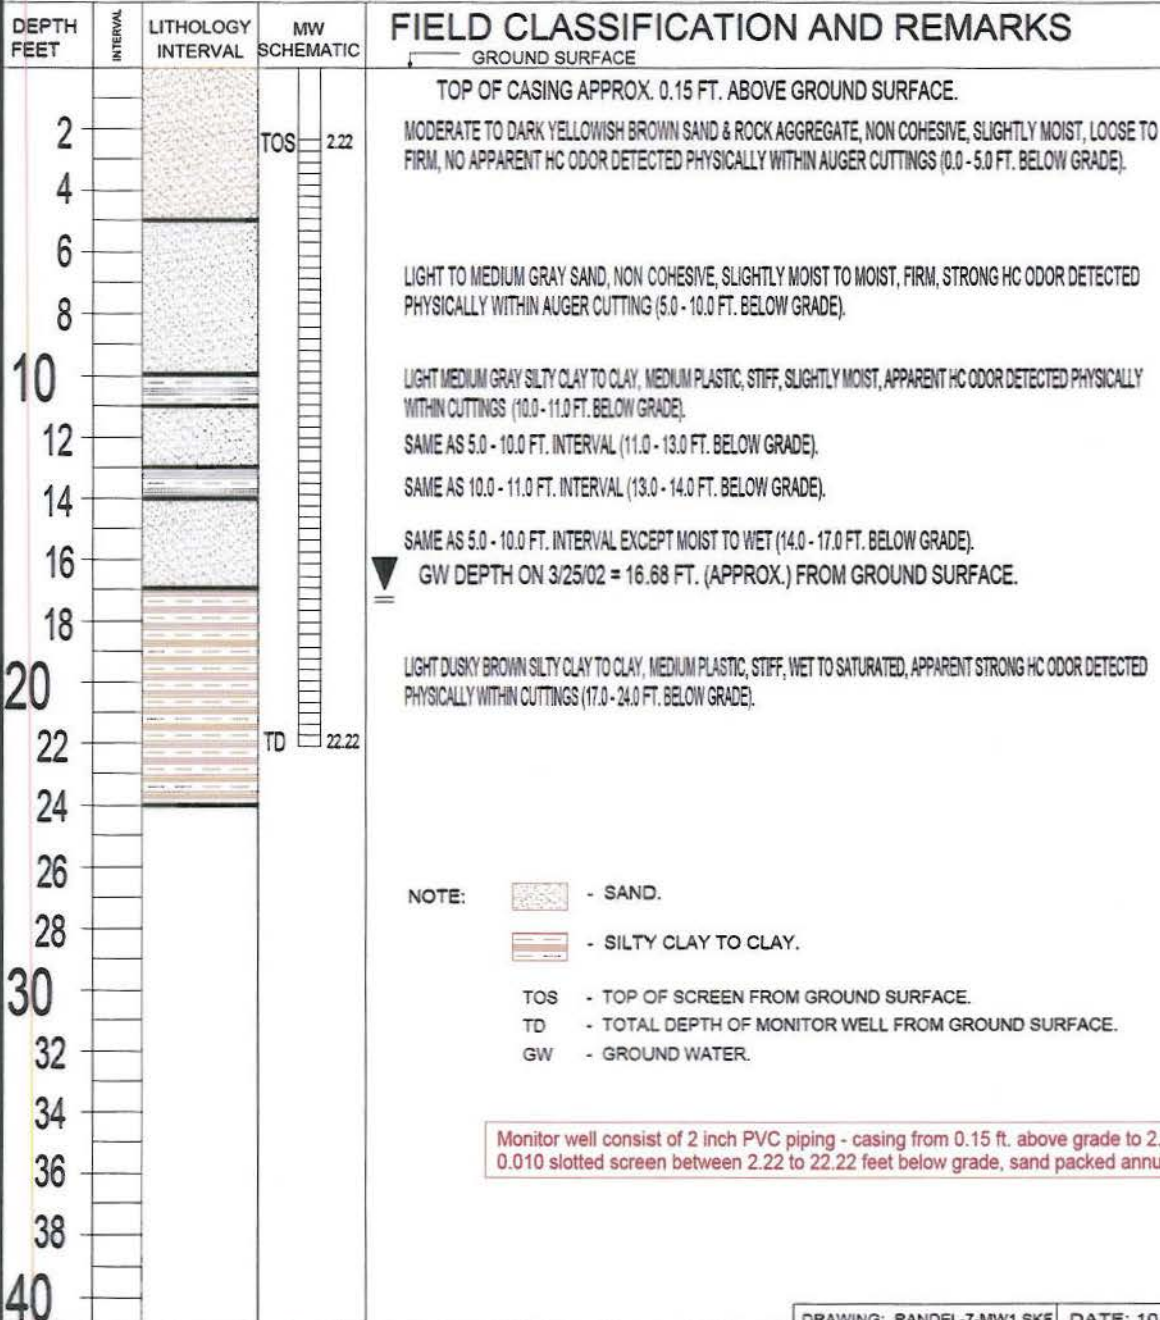 DEPTH
FEET
INTERVAL
LITHOLOGY
INTERVAL
MW
SCHEMATIC
FIELD CLASSIFICATION AND REMARKS
GROUND SURFACE
TOP OF CASING APPROX. 0.15 FT. ABOVE GROUND SURFACE.
2
TOS
2.22
MODERATE TO DARK YELLOWISH BROWN SAND & ROCK AGGREGATE, NON COHESIVE, SLIGHTLY MOIST, LOOSE TO
FIRM, NO APPARENT HC ODOR DETECTED PHYSICALLY WITHIN AUGER CUTTINGS (0.0 - 5.0 FT. BELOW GRADE).
4
6
LIGHT TO MEDIUM GRAY SAND, NON COHESIVE, SLIGHTLY MOIST TO MOIST, FIRM, STRONG HC ODOR DETECTED
PHYSICALLY WITHIN AUGER CUTTING (5.0 - 10.0 FT. BELOW GRADE).
8
10
LIGHT MEDIUM GRAY SILTY CLAY TO CLAY, MEDIUM PLASTIC, STIFF, SLIGHTLY MOIST, APPARENT HC ODOR DETECTED PHYSICALLY
WITHIN CUTTINGS (10.0 - 11.0 FT. BELOW GRADE).
12
SAME AS 5.0 - 10.0 FT. INTERVAL (11.0 - 13.0 FT. BELOW GRADE).
14
SAME AS 10.0 - 11.0 FT. INTERVAL (13.0 - 14.0 FT. BELOW GRADE).
SAME AS 5.0 - 10.0 FT. INTERVAL EXCEPT MOIST TO WET (14.0 - 17.0 FT. BELOW GRADE).
16
GW DEPTH ON 3/25/02 = 16.68 FT. (APPROX.) FROM GROUND SURFACE.
18
LIGHT DUSKY BROWN SILTY CLAY TO CLAY, MEDIUM PLASTIC, STIFF, WET TO SATURATED, APPARENT STRONG HC ODOR DETECTED
PHYSICALLY WITHIN CUTTINGS (17.0 - 24.0 FT. BELOW GRADE).
20
22
TD
22.22
24
26
NOTE:
- SAND.
28
- SILTY CLAY TO CLAY.
30
TOS - TOP OF SCREEN FROM GROUND SURFACE.
TD - TOTAL DEPTH OF MONITOR WELL FROM GROUND SURFACE.
GW - GROUND WATER.
32
34
Monitor well consist of 2 inch PVC piping - casing from 0.15 ft. above grade to 2.
0.010 slotted screen between 2.22 to 22.22 feet below grade, sand packed annu
36
38
40
DRAWING: RANDEL-7-MW1.SKF
DATE: 10